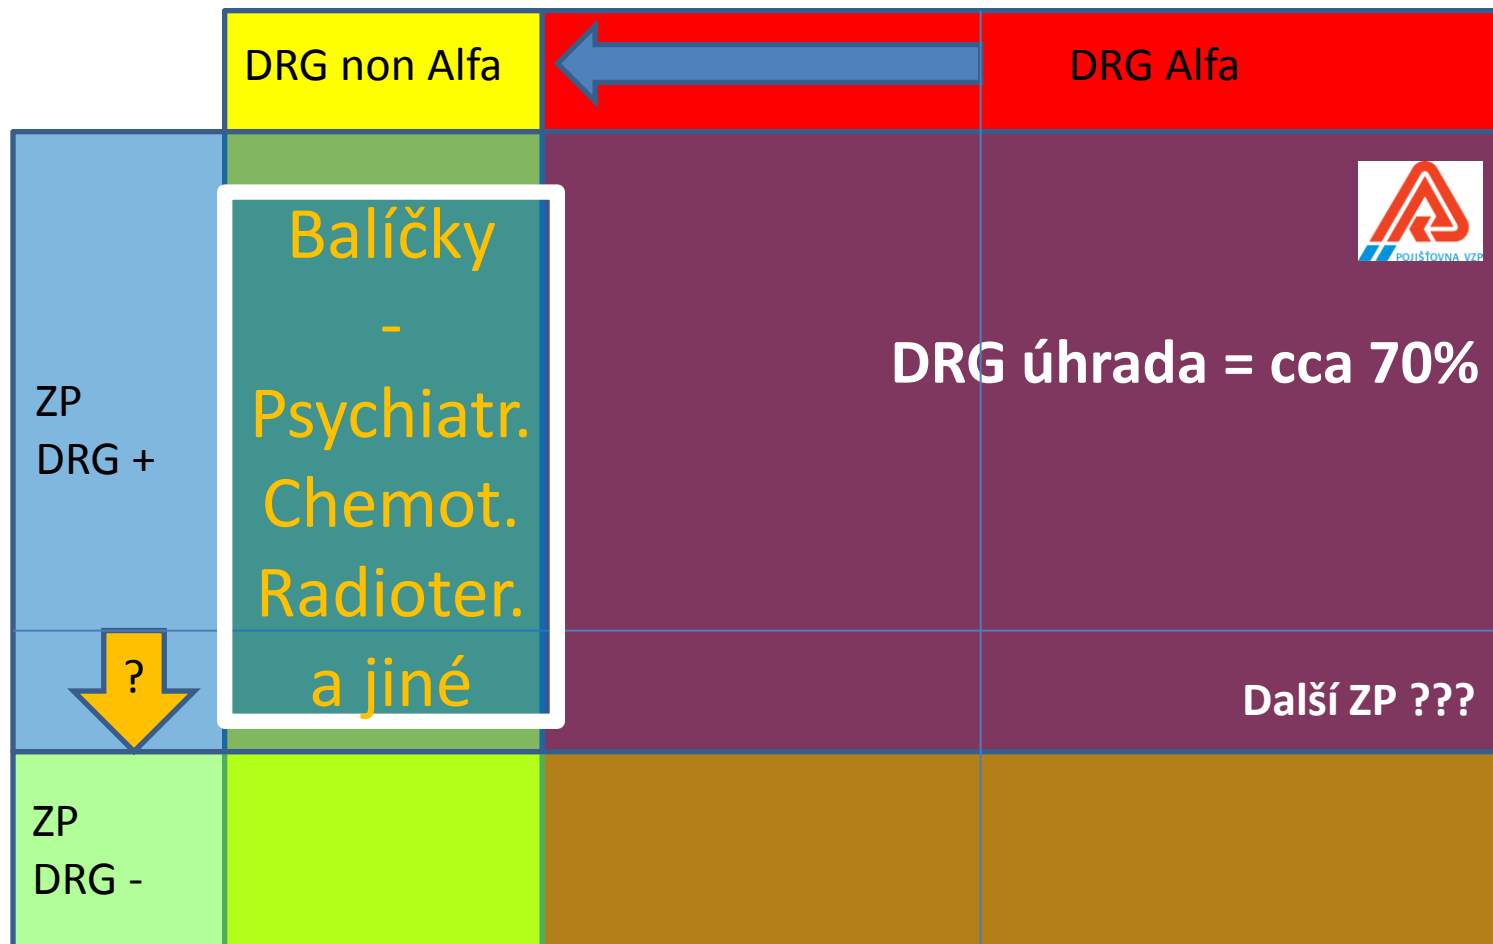 DRG non Alfa
DRG Alfa
Balíčky
-
Psychiatr.
Chemot.
Radioter.
a jiné
POJIŠŤOVNA VZP
DRG úhrada = cca 70%
ZP
DRG +
?
Další ZP ???
ZP
DRG -